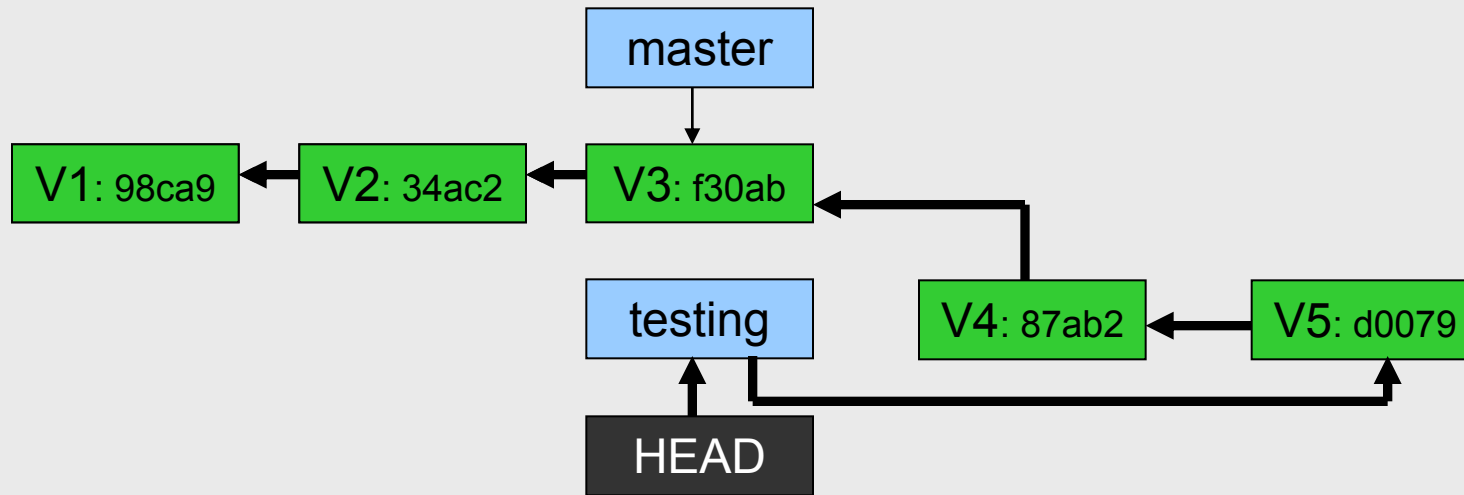 master
V1: 98ca9
V2: 34ac2
V3: f30ab
testing
V4: 87ab2
V5: d0079
HEAD